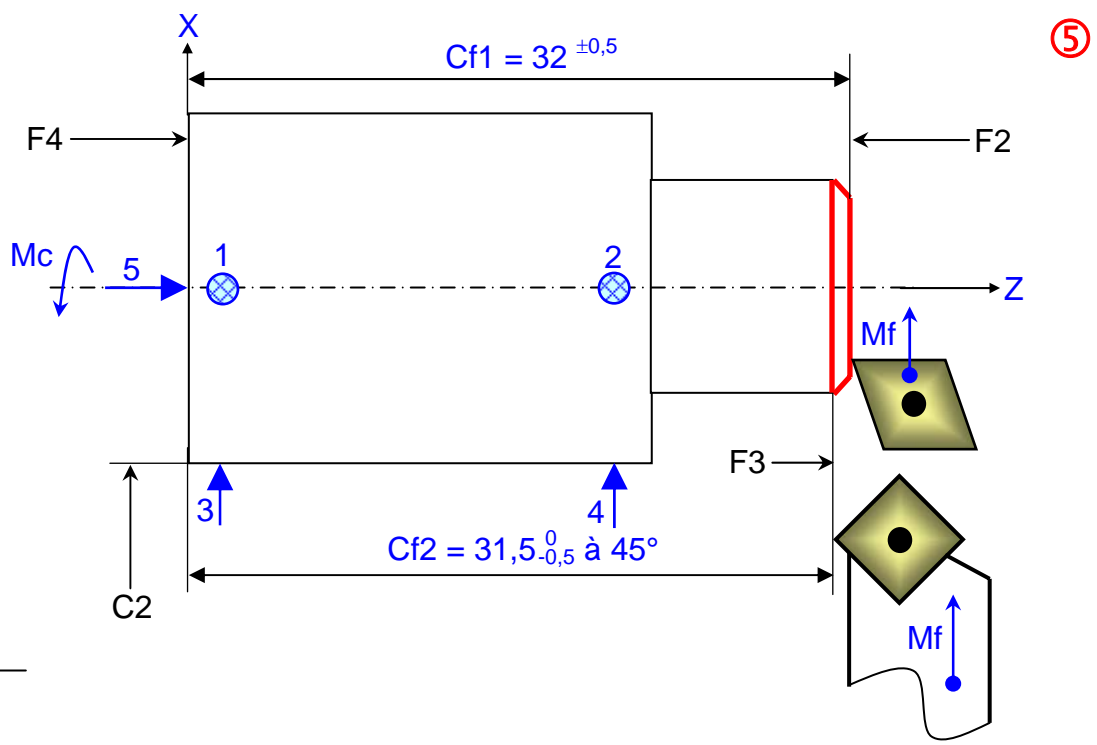 X
Cf1 = 32 ±0,5
⑤
F4
F2
Mc
5
1
2
Z
Mf
F3
3
4
Cf2 = 31,5 0 -0,5 à 45°
C2
Mf